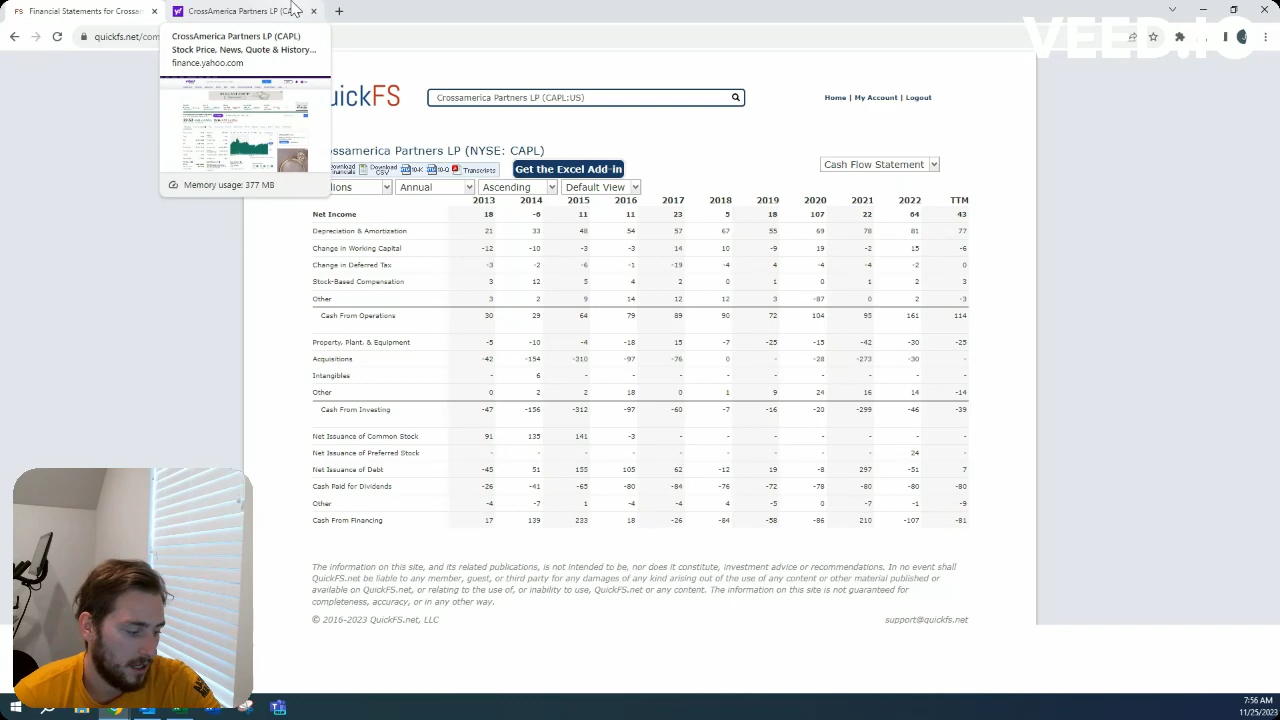 Financial Statements for Cross
CrossAmerica Partners LP (CAPL)
VEED.IO
quickfs.net/com
CrossAmerica Partners LP (CAPL)
Stock Price, News, Quote & History...
finance.yahoo.com
Memory usage: 377 MB
uickFS
Crossamerica Partners LP (CAPL:US)
Home | My Account | Logout
ossamerica Partners LP (NYSE: CAPL)
Download CSV 10-K 10-Q Transcripts
Get the Excel Add-in
Cash Flow Statement
lions Annual Ascending Default View
2013 2014 2015 2016 2017 2018 2019 2020 2021 2022 TTM
Net Income 18 -6 11 11 23 5 18 107 22 64 43
Depreciation & Amortization 21 33 48 54 57 67 55 69 78 81 77
Change in Working Capital -12 -10 -3 -3 14 10 -9 19 -2 15 -6
Change in Deferred Tax -3 -2 -6 -1 -19 -4 4 -4 -4 -2 0
Stock-Based Compensation 3 12 5 4 2 0 1 0 1 2 3
Other 3 2 9 14 12 12 3 -87 0 2 -3
Cash From Operations 30 29 64 79 89 90 72 104 95 161 114
Property, Plant, & Equipment -5 -10 -4 -18 15 -7 -25 -15 -42 -30 -25
Acquisitions -42 -154 -310 -97 -76 0 - -28 -273 -30 -
Intangibles - 6 - - - - - - - - -
Other 0 2 2 18 0 1 9 24 16 14 -14
Cash From Investing -47 -156 -312 -97 -60 -7 -16 -20 -299 -46 -39
Net Issuance of Common Stock 91 135 141 -3 - - - - - - -
Net Issuance of Preferred Stock - - - - - - - - - 24 -
Net Issuance of Debt -45 51 155 105 62 -12 19 -8 297 -51 7
Cash Paid for Dividends -26 -41 -65 -80 -84 -76 -72 -78 -80 -80 -80
Other -4 -7 1 -4 -4 4 -5 0 -7 -1 -9
Cash From Financing 17 139 233 18 -26 -84 -58 -86 210 -107 -81
The information on this site, and its related publications, is not intended to be, nor does it constitute, investment advice or recommendations. In no event shall
QuickFS.net be liable to any member, guest, or third party for any damages of any kind arising out of the use of any content or other material published or
available on QuickFS.net, or relating to the use of, or inability to use, QuickFS.net or any content. The information on this site is not guaranteed for
completeness, accuracy, or in any other way.
© 2016-2023 QuickFS.net, LLC
support@quickfs.net
7:56 AM
11/25/2023